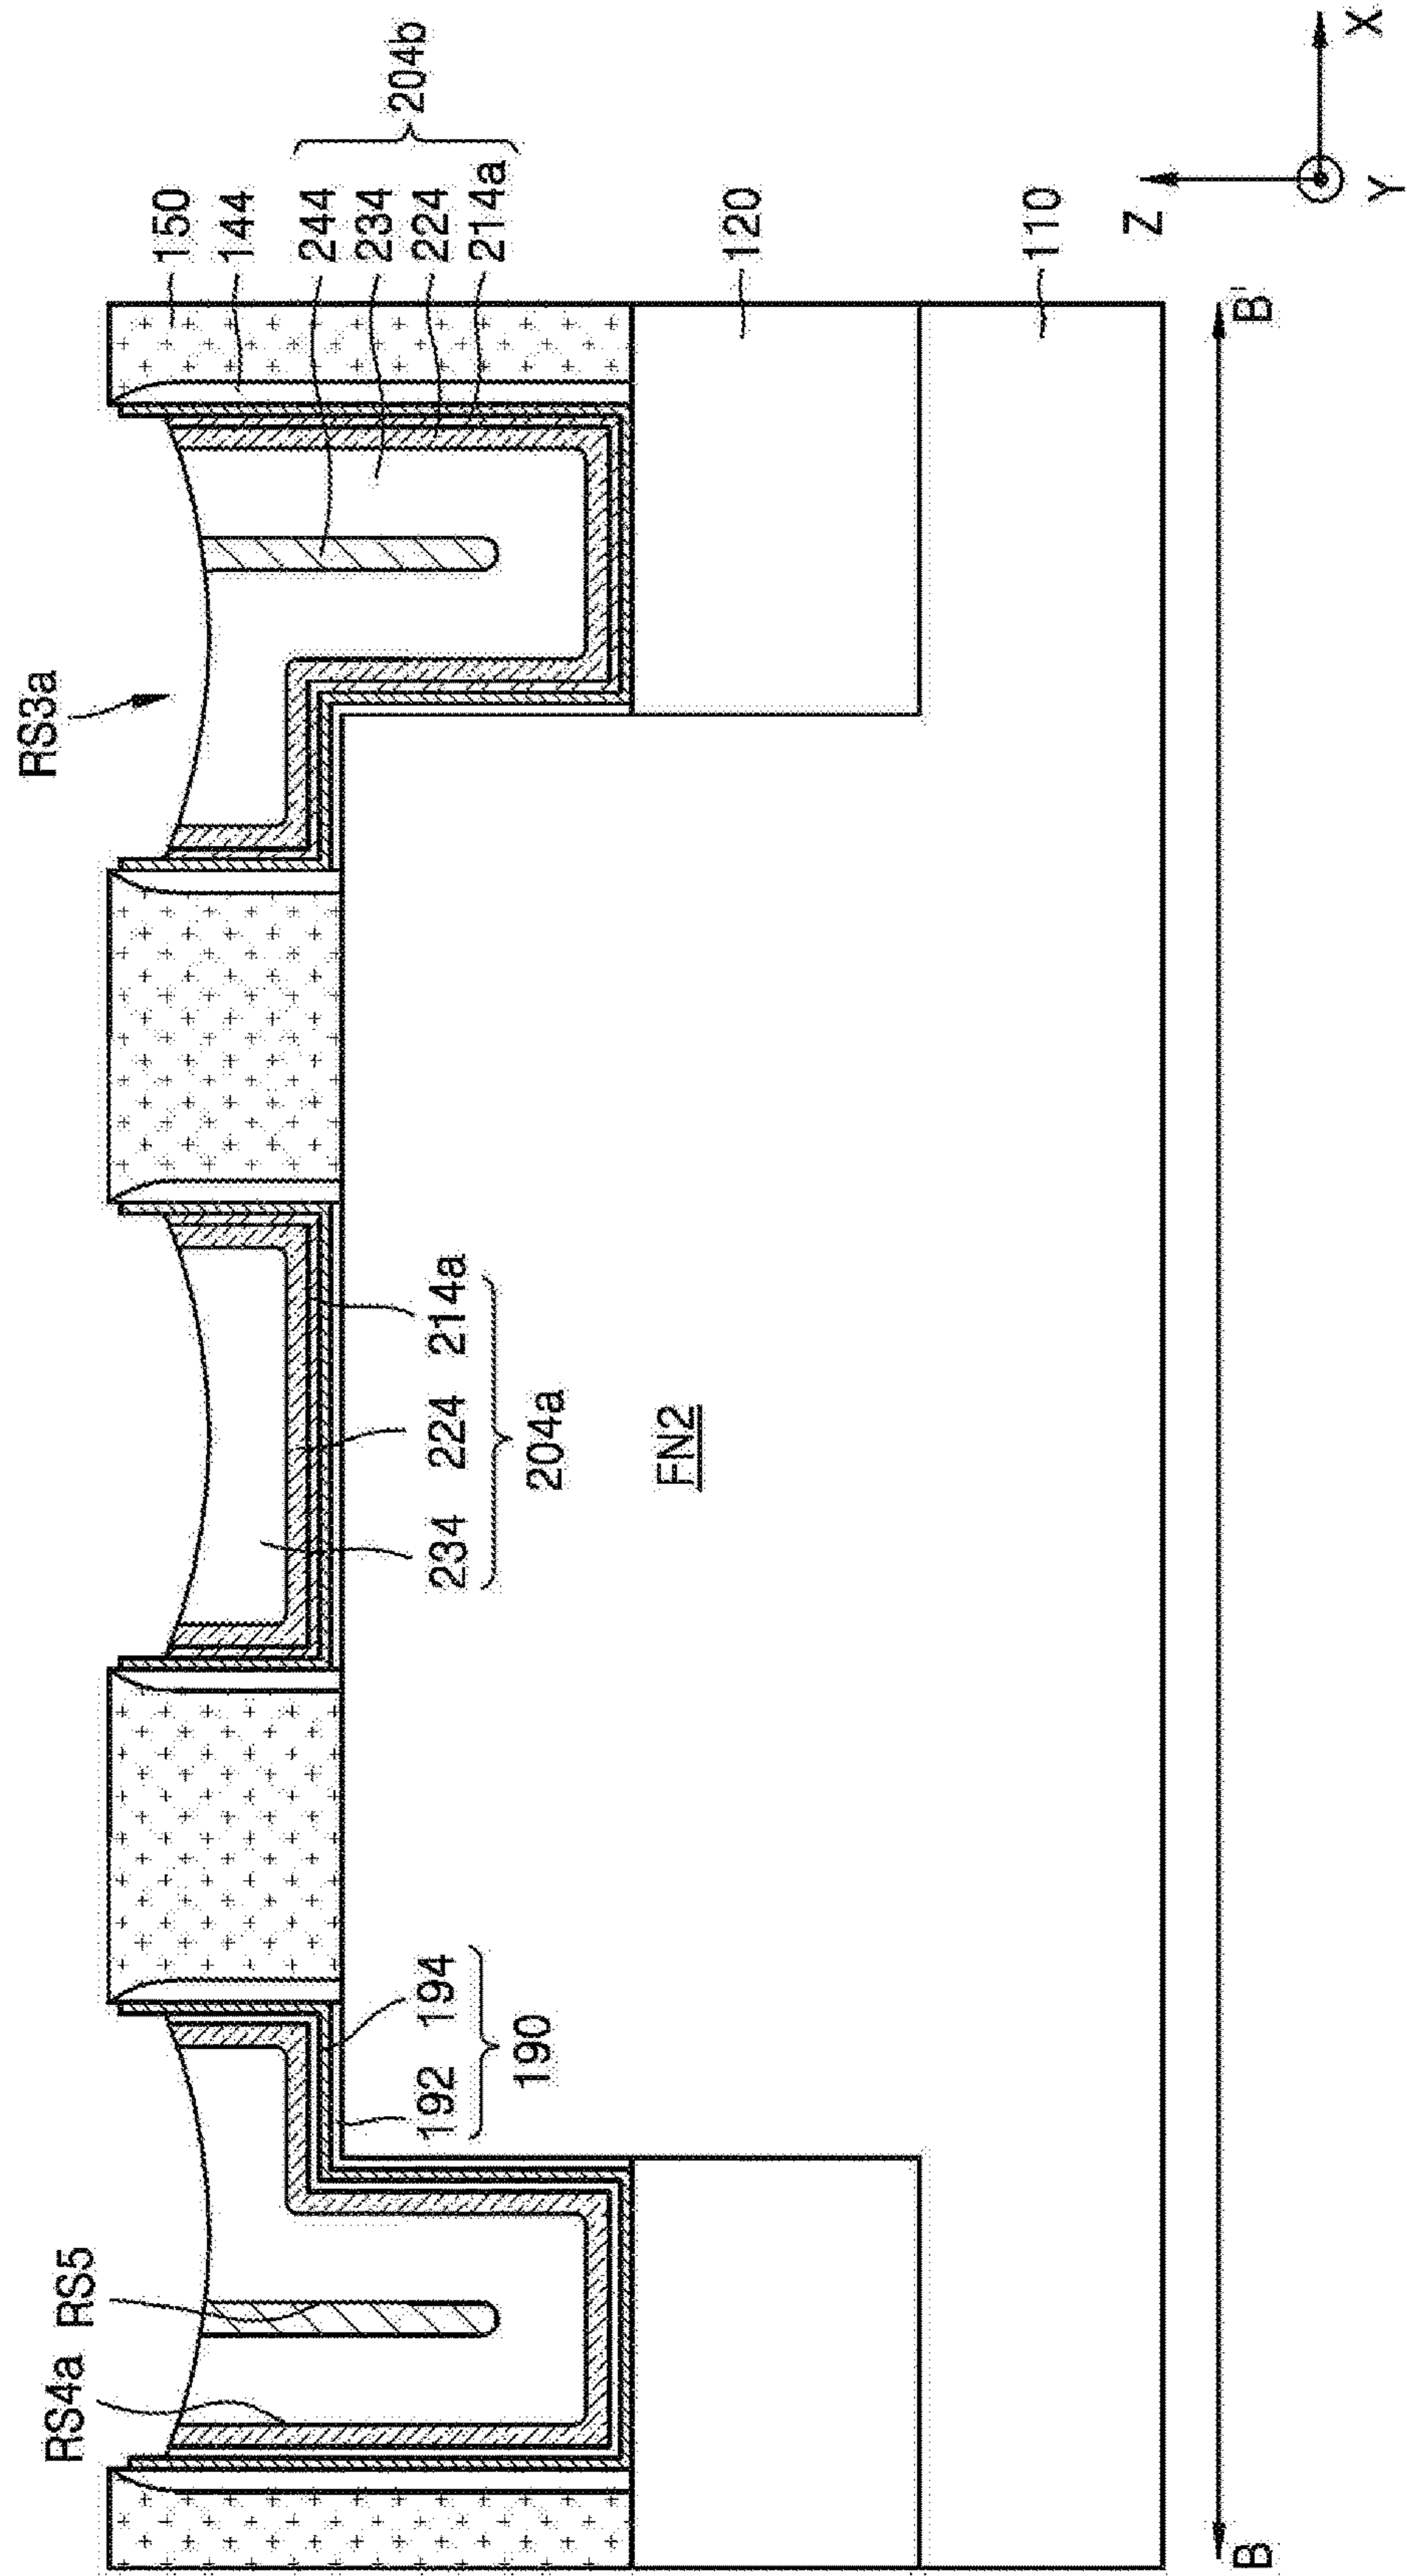 RS4a
RS5
RS3a
150
144
244
234
224
214a
204b
192 194
190
234 224 214a
204a
FN2
120
110
Z
Y
X
B
B'